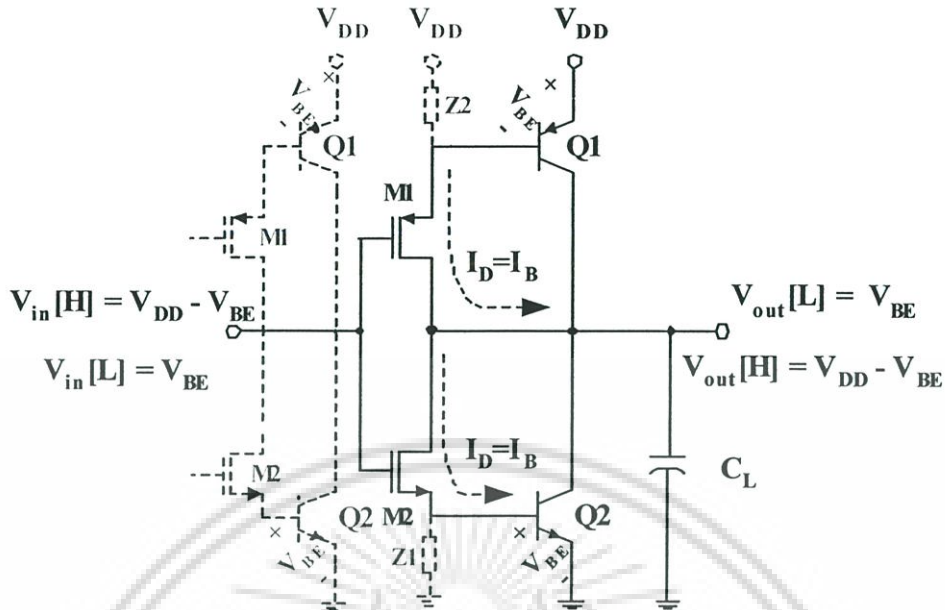 V_DD V_DD V_DD
V_BE Z2 V_BE
Q1 Q1
M1
M1
I_D=I_B
V_in[H] = V_DD - V_BE V_out[L] = V_BE
V_in[L] = V_BE V_out[H] = V_DD - V_BE
I_D=I_B
M2 C_L
Q2 M2 Q2
V_BE Z1 V_BE